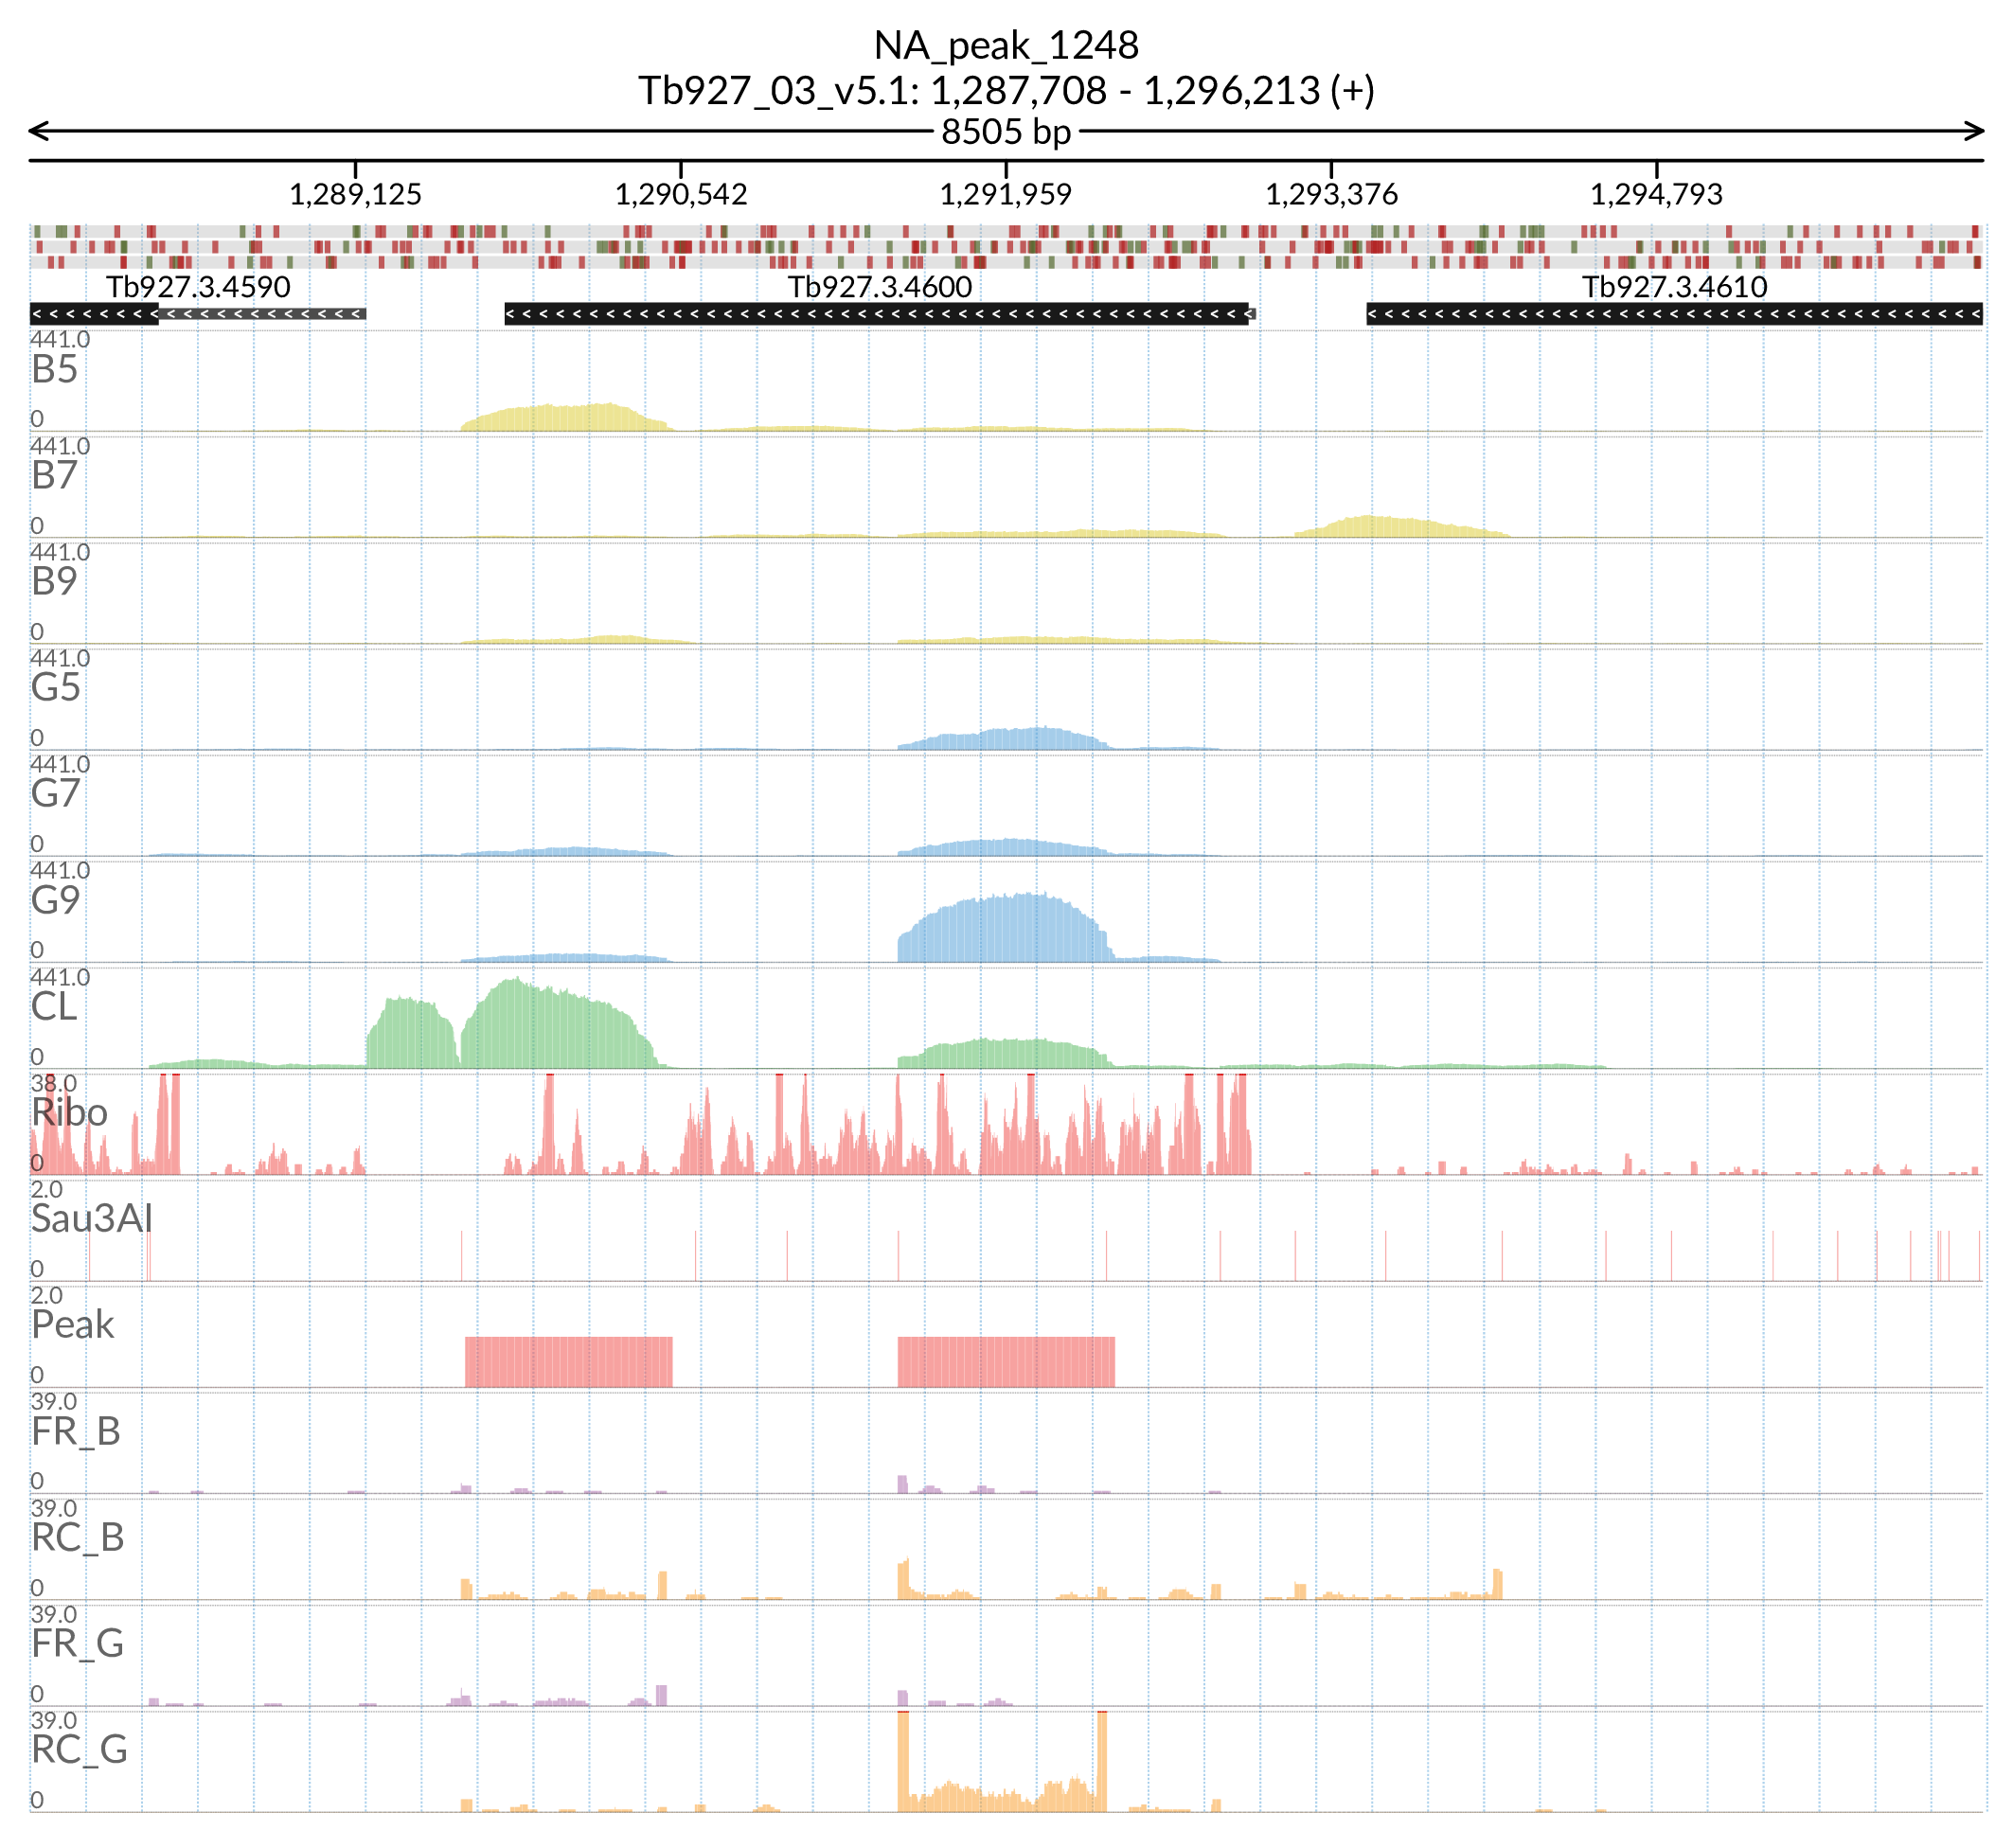 NA_peak_1248
Tb927_03_v5.1: 1,287,708 - 1,296,213 (+)
8505 bp
1,289,125 1,290,542 1,291,959 1,293,376 1,294,793
Tb927.3.4590 Tb927.3.4600 Tb927.3.4610
441.0
B5
0
441.0
B7
0
441.0
B9
0
441.0
G5
0
441.0
G7
0
441.0
G9
0
441.0
CL
0
38.0
Ribo
0
2.0
Sau3AI
0
2.0
Peak
0
39.0
FR_B
0
39.0
RC_B
0
39.0
FR_G
0
39.0
RC_G
0